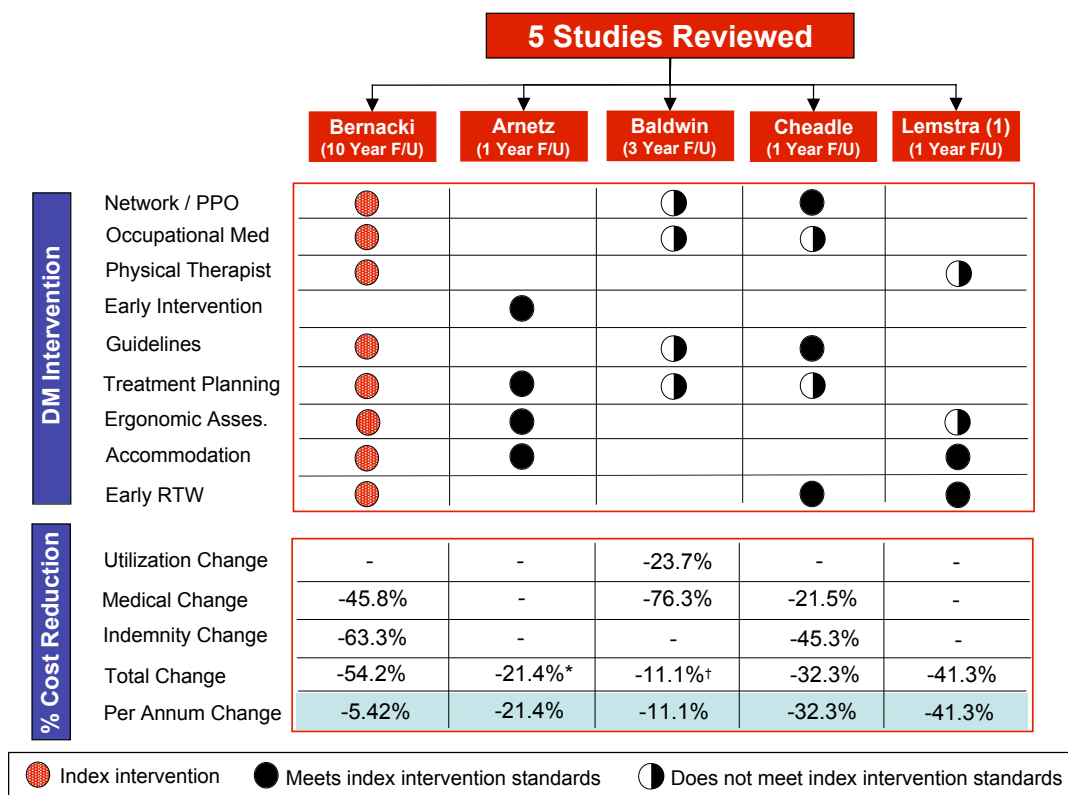 5 Studies Reviewed
Bernacki Arnetz Baldwin Cheadle Lemstra (1)
(10 Year F/U) (1 Year F/U) (3 Year F/U) (1 Year F/U) (1 Year F/U)
DM Intervention
Network / PPO
Occupational Med
Physical Therapist
Early Intervention
Guidelines
Treatment Planning
Ergonomic Asses.
Accommodation
Early RTW
% Cost Reduction
Utilization Change - - -23.7% - -
Medical Change -45.8% - -76.3% -21.5% -
Indemnity Change -63.3% - - -45.3% -
Total Change -54.2% -21.4%* -11.1%† -32.3% -41.3%
Per Annum Change -5.42% -21.4% -11.1% -32.3% -41.3%
Index intervention Meets index intervention standards Does not meet index intervention standards